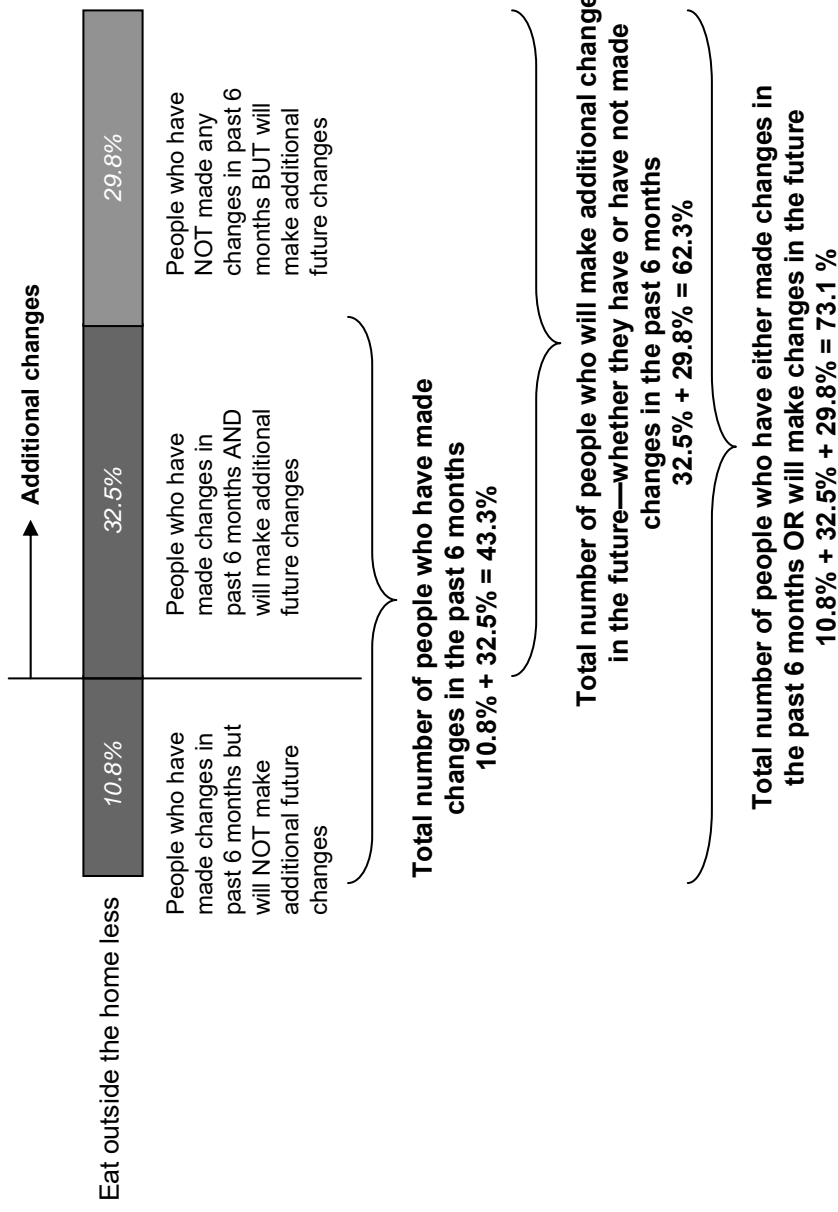 Additional changes
Eat outside the home less
10.8%
32.5%
29.8%
People who have
made changes in
past 6 months but
will NOT make
additional future
changes
People who have
made changes in
past 6 months AND
will make additional
future changes
People who have
NOT made any
changes in past 6
months BUT will
make additional
future changes
Total number of people who have made
changes in the past 6 months
10.8% + 32.5% = 43.3%
Total number of people who will make additional change
in the future—whether they have or have not made
changes in the past 6 months
32.5% + 29.8% = 62.3%
Total number of people who have either made changes in
the past 6 months OR will make changes in the future
10.8% + 32.5% + 29.8% = 73.1 %